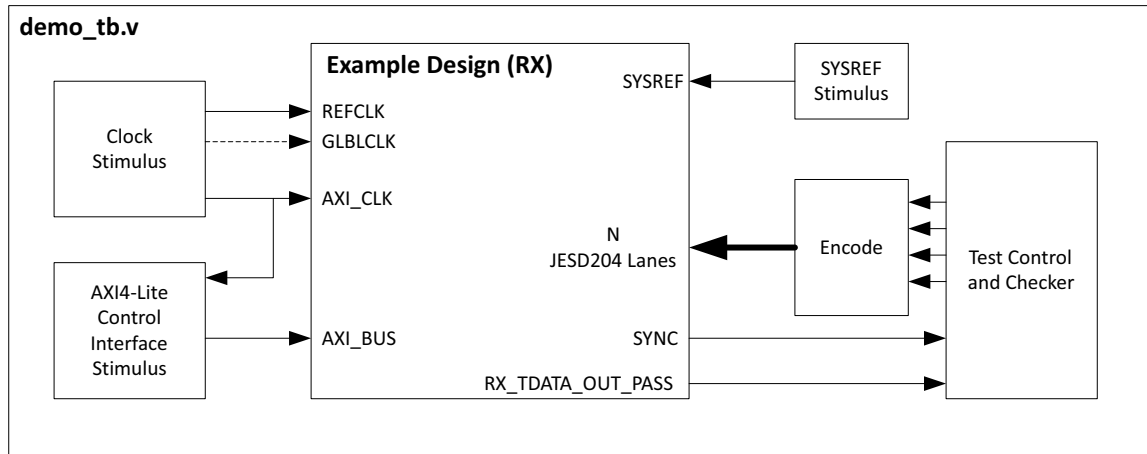 demo_tb.v
Example Design (RX)
Clock
Stimulus
REFCLK
GLBLCLK
AXI_CLK
AXI4-Lite
Control
Interface
Stimulus
AXI_BUS
SYSREF
SYSREF
Stimulus
N
JESD204 Lanes
Encode
Test Control
and Checker
SYNC
RX_TDATA_OUT_PASS